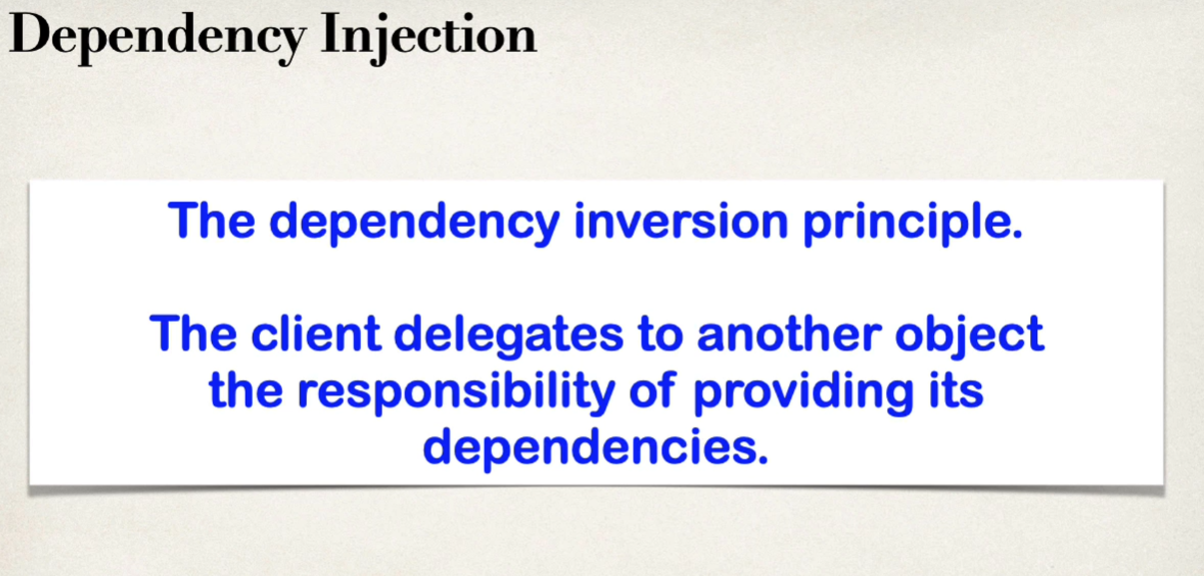 Dependency Injection
The dependency inversion principle.
The client delegates to another object
the responsibility of providing its
dependencies.